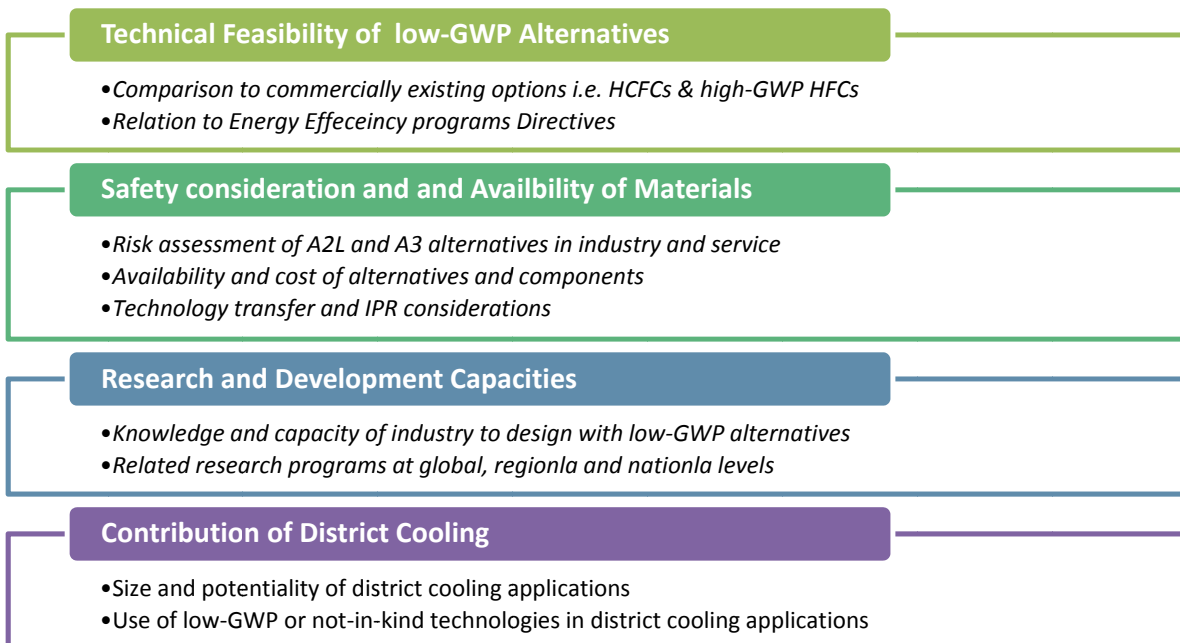 Technical Feasibility of low-GWP Alternatives
•Comparison to commercially existing options i.e. HCFCs & high-GWP HFCs
•Relation to Energy Effeceincy programs Directives
Safety consideration and and Availbility of Materials
•Risk assessment of A2L and A3 alternatives in industry and service
•Availability and cost of alternatives and components
•Technology transfer and IPR considerations
Research and Development Capacities
•Knowledge and capacity of industry to design with low-GWP alternatives
•Related research programs at global, regionla and nationla levels
Contribution of District Cooling
•Size and potentiality of district cooling applications
•Use of low-GWP or not-in-kind technologies in district cooling applications